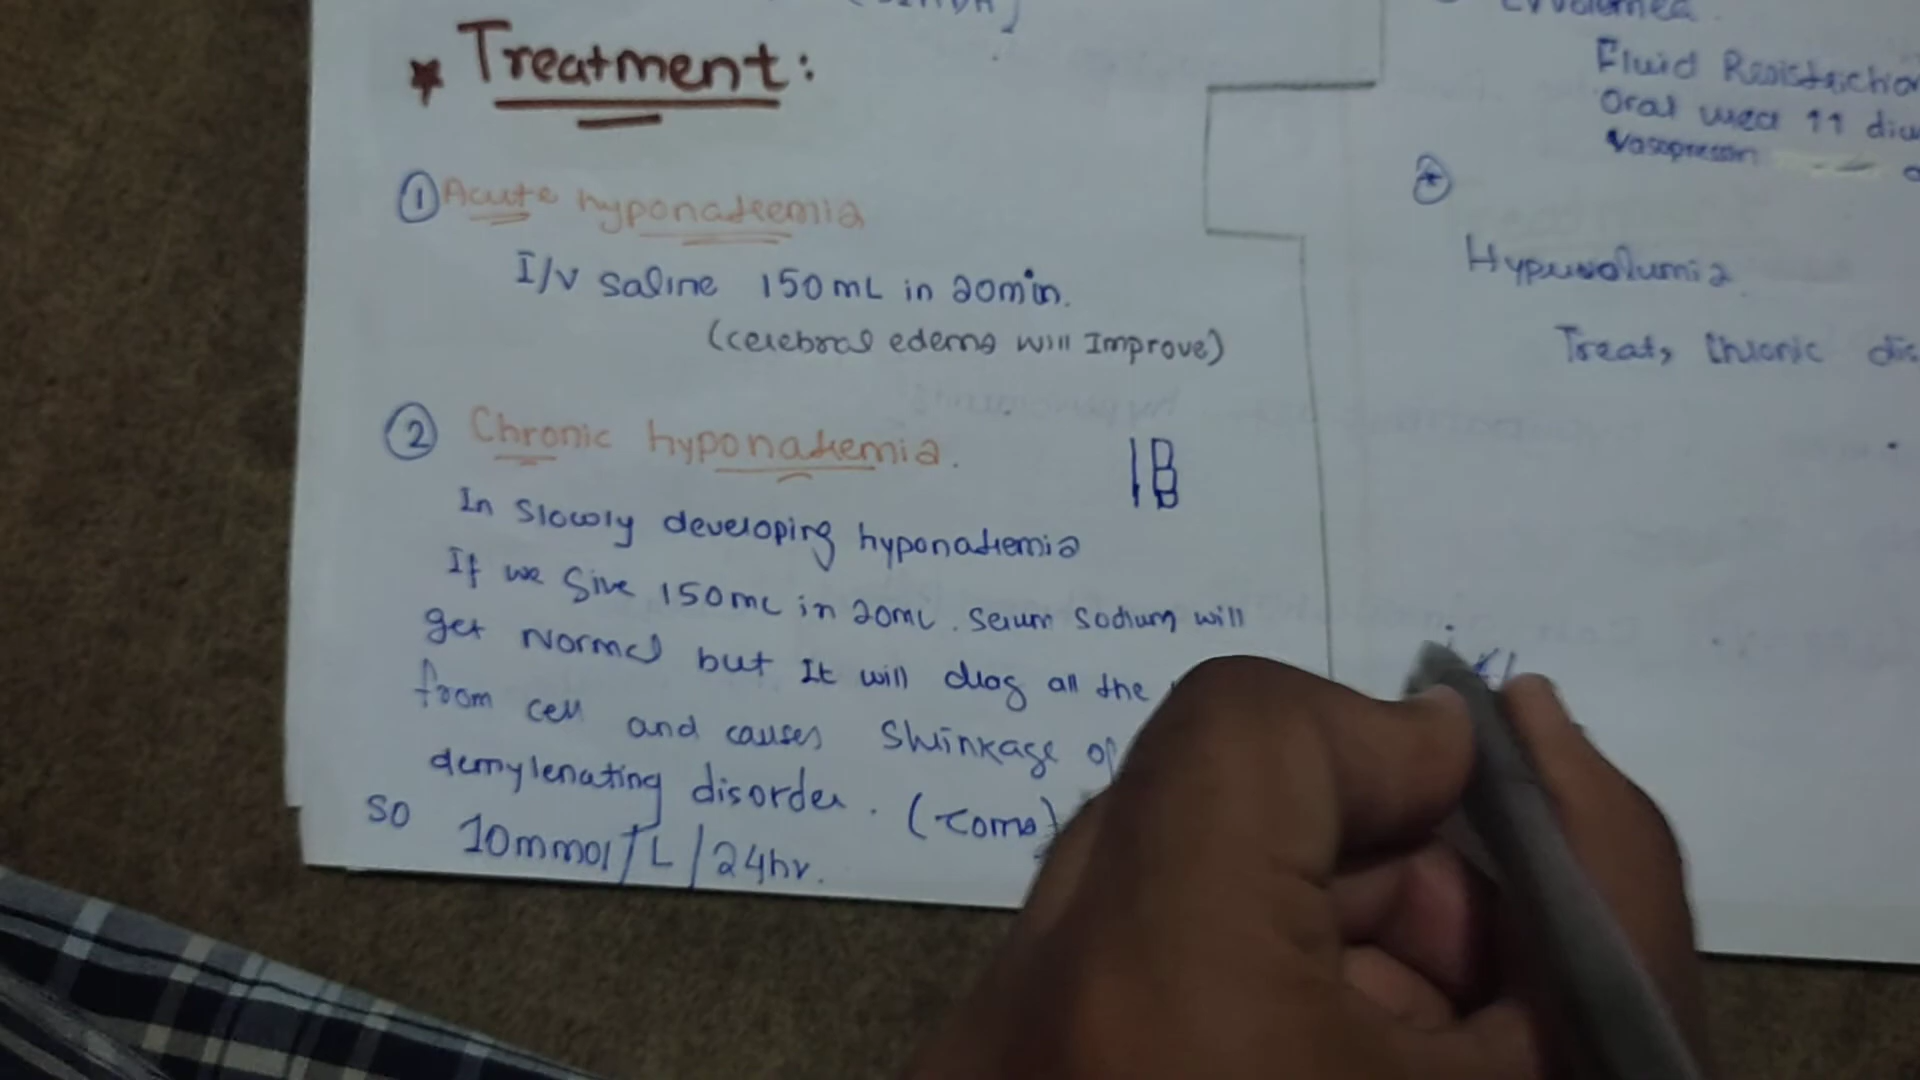 * Treatment:
① Acute hyponatremia
I/V Saline 150 mL in 20min.
(cerebral edema will Improve)
② Chronic hyponatremia.
In Slowly developing hyponatremia
If we Give 150mL in 20mL. Serum Sodium will
get Normal but It will drag all the
from cell and causes Shrinkage of
demylenating disorder. (coma)
So 10mmol/L/24hr.
Fluid
Oral urea
Vasopressin
Hypervolumia
Treat, Chronic